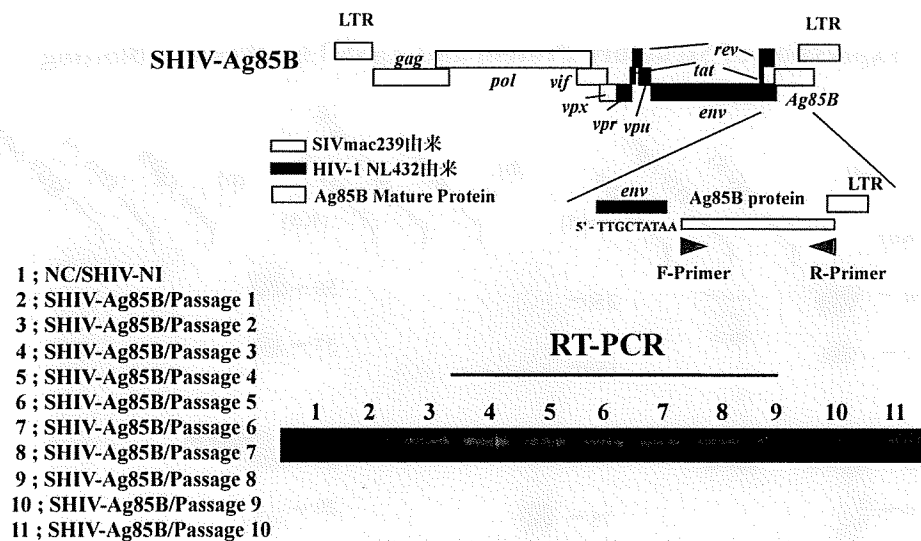 SHIV-Ag85B
LTR
LTR
gag
pol
vif
vpx
vpr
vpu
rev
tat
env
Ag85B
SIVmac239由来
HIV-1 NL432由来
Ag85B Mature Protein
env
Ag85B protein
LTR
5' - TTGCTATAA
F-Primer
R-Primer
1 ; NC/SHIV-NI
2 ; SHIV-Ag85B/Passage 1
3 ; SHIV-Ag85B/Passage 2
4 ; SHIV-Ag85B/Passage 3
5 ; SHIV-Ag85B/Passage 4
6 ; SHIV-Ag85B/Passage 5
7 ; SHIV-Ag85B/Passage 6
8 ; SHIV-Ag85B/Passage 7
9 ; SHIV-Ag85B/Passage 8
10 ; SHIV-Ag85B/Passage 9
11 ; SHIV-Ag85B/Passage 10
RT-PCR
1 2 3 4 5 6 7 8 9 10 11